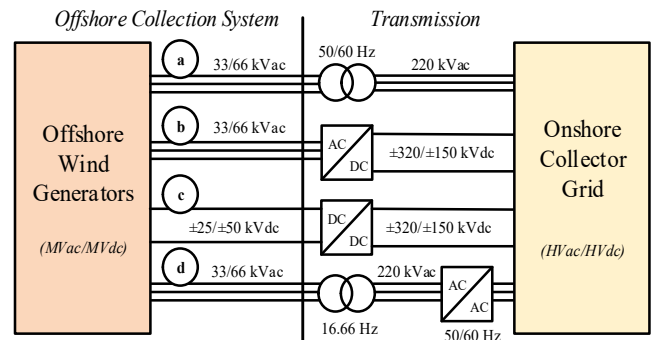 Offshore Collection System
Transmission
Offshore
Wind
Generators
(MVac/MVdc)
a
33/66 kVac
50/60 Hz
220 kVac
b
33/66 kVac
AC
DC
±320/±150 kVdc
c
±25/±50 kVdc
DC
DC
±320/±150 kVdc
d
33/66 kVac
16.66 Hz
220 kVac
AC
AC
50/60 Hz
Onshore
Collector
Grid
(HVac/HVdc)